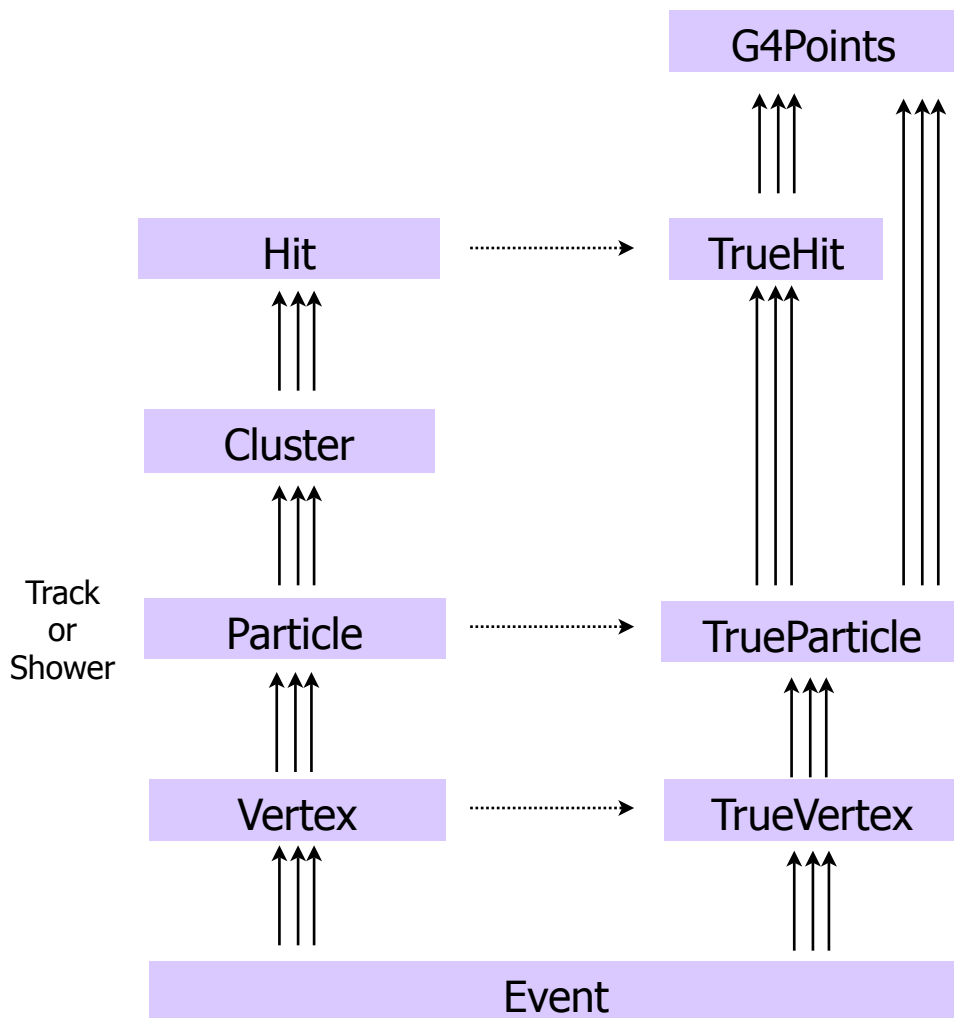 G4Points
Hit
TrueHit
Cluster
Track
or
Shower
Particle
TrueParticle
Vertex
TrueVertex
Event